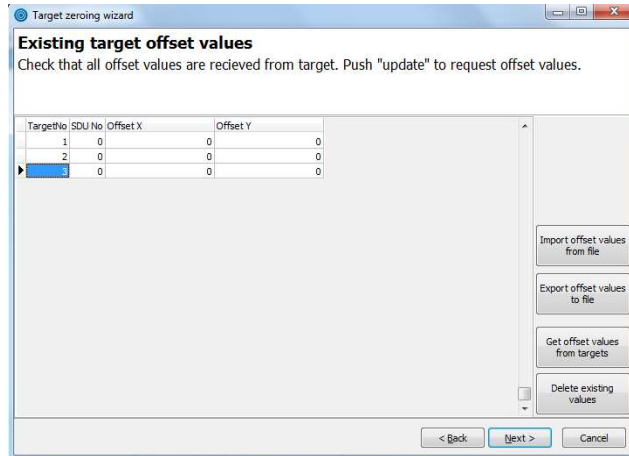 Target zeroing wizard
Existing target offset values
Check that all offset values are recieved from target. Push "update" to request offset values.
TargetNo SDU No Offset X Offset Y
1 0 0 0
2 0 0 0
3 0 0 0
Import offset values
from file
Export offset values
to file
Get offset values
from targets
Delete existing
values
< Back Next > Cancel